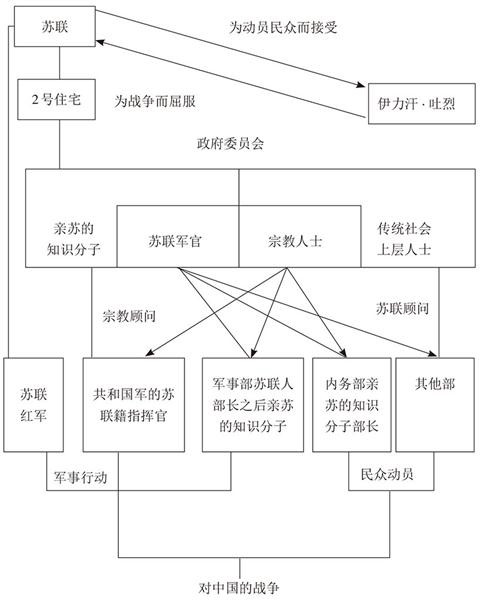 苏联
为动员民众而接受
2号住宅
为战争而屈服
伊力汗·吐烈
政府委员会
亲苏的
知识分子
苏联军官
宗教人士
传统社会
上层人士
宗教顾问
苏联顾问
苏联
红军
共和国军的苏
联籍指挥官
军事部苏联人
部长之后亲苏
的知识分子
内务部亲
苏的知识
分子部长
其他部
军事行动
民众动员
对中国的战争